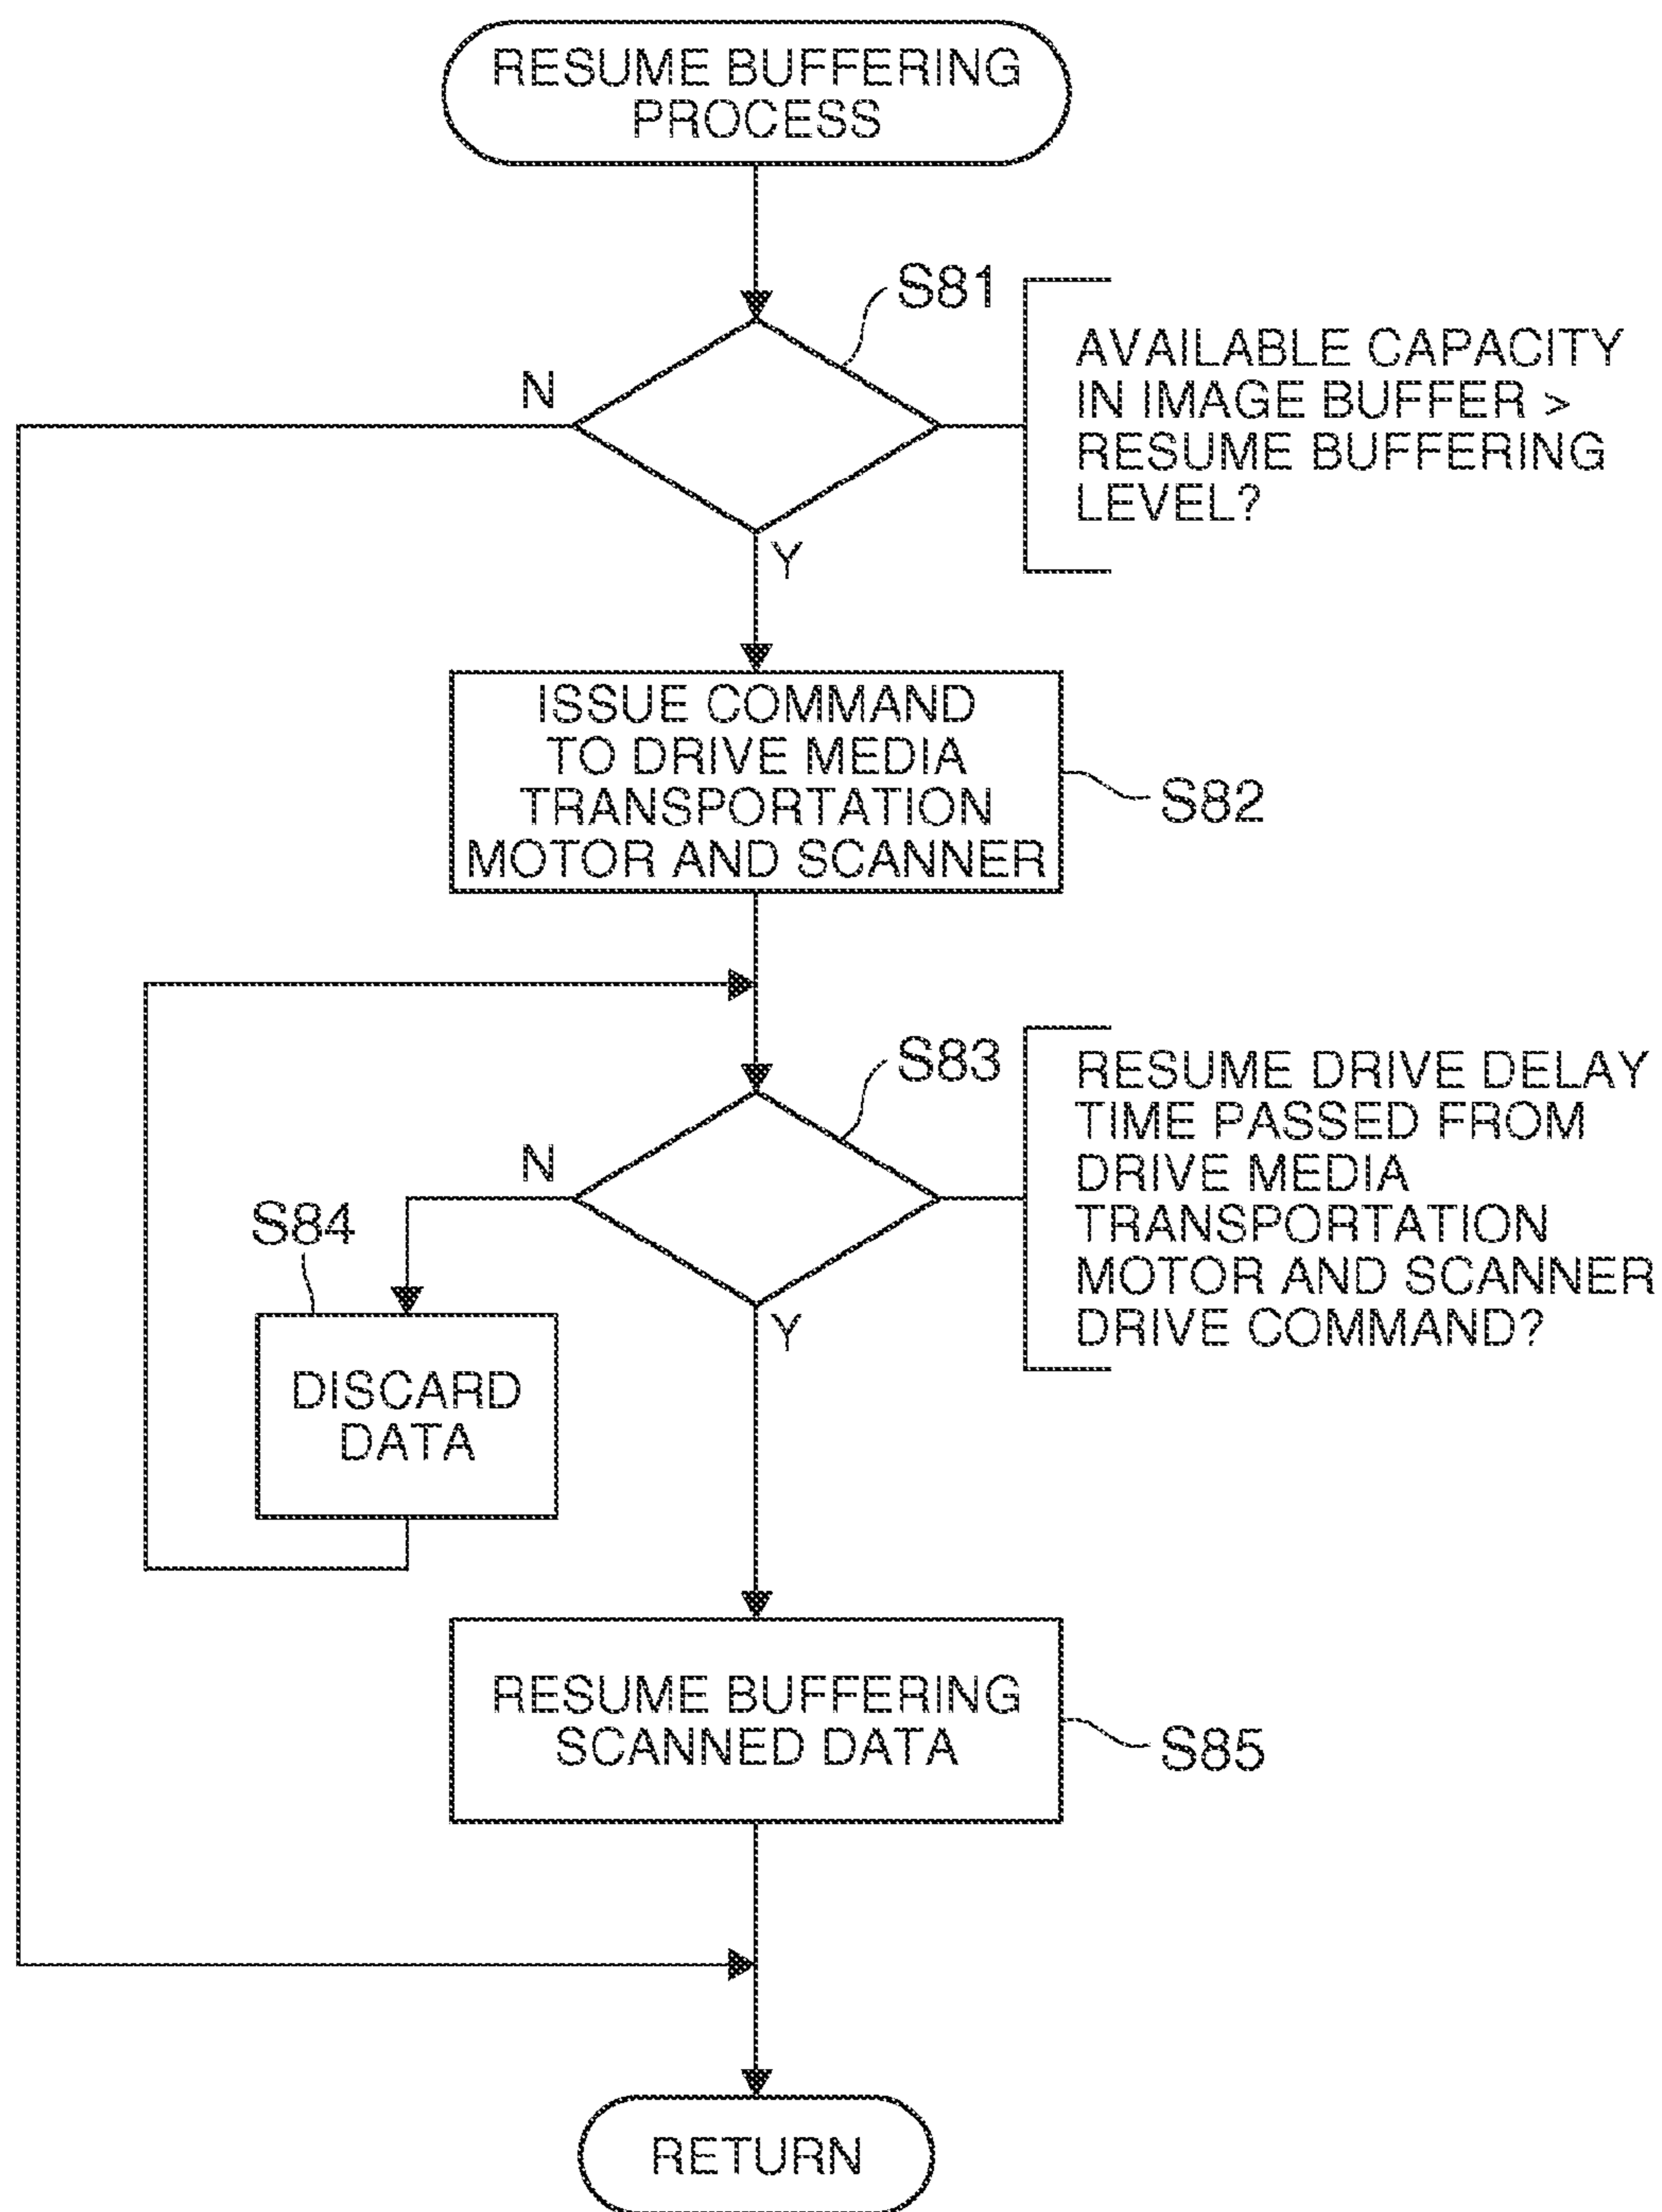 RESUME BUFFERING
PROCESS
S81
AVAILABLE CAPACITY
IN IMAGE BUFFER >
RESUME BUFFERING
LEVEL?
N
Y
ISSUE COMMAND
TO DRIVE MEDIA
TRANSPORTATION
MOTOR AND SCANNER
S82
S83
RESUME DRIVE DELAY
TIME PASSED FROM
DRIVE MEDIA
TRANSPORTATION
MOTOR AND SCANNER
DRIVE COMMAND?
N
Y
S84
DISCARD
DATA
RESUME BUFFERING
SCANNED DATA
S85
RETURN